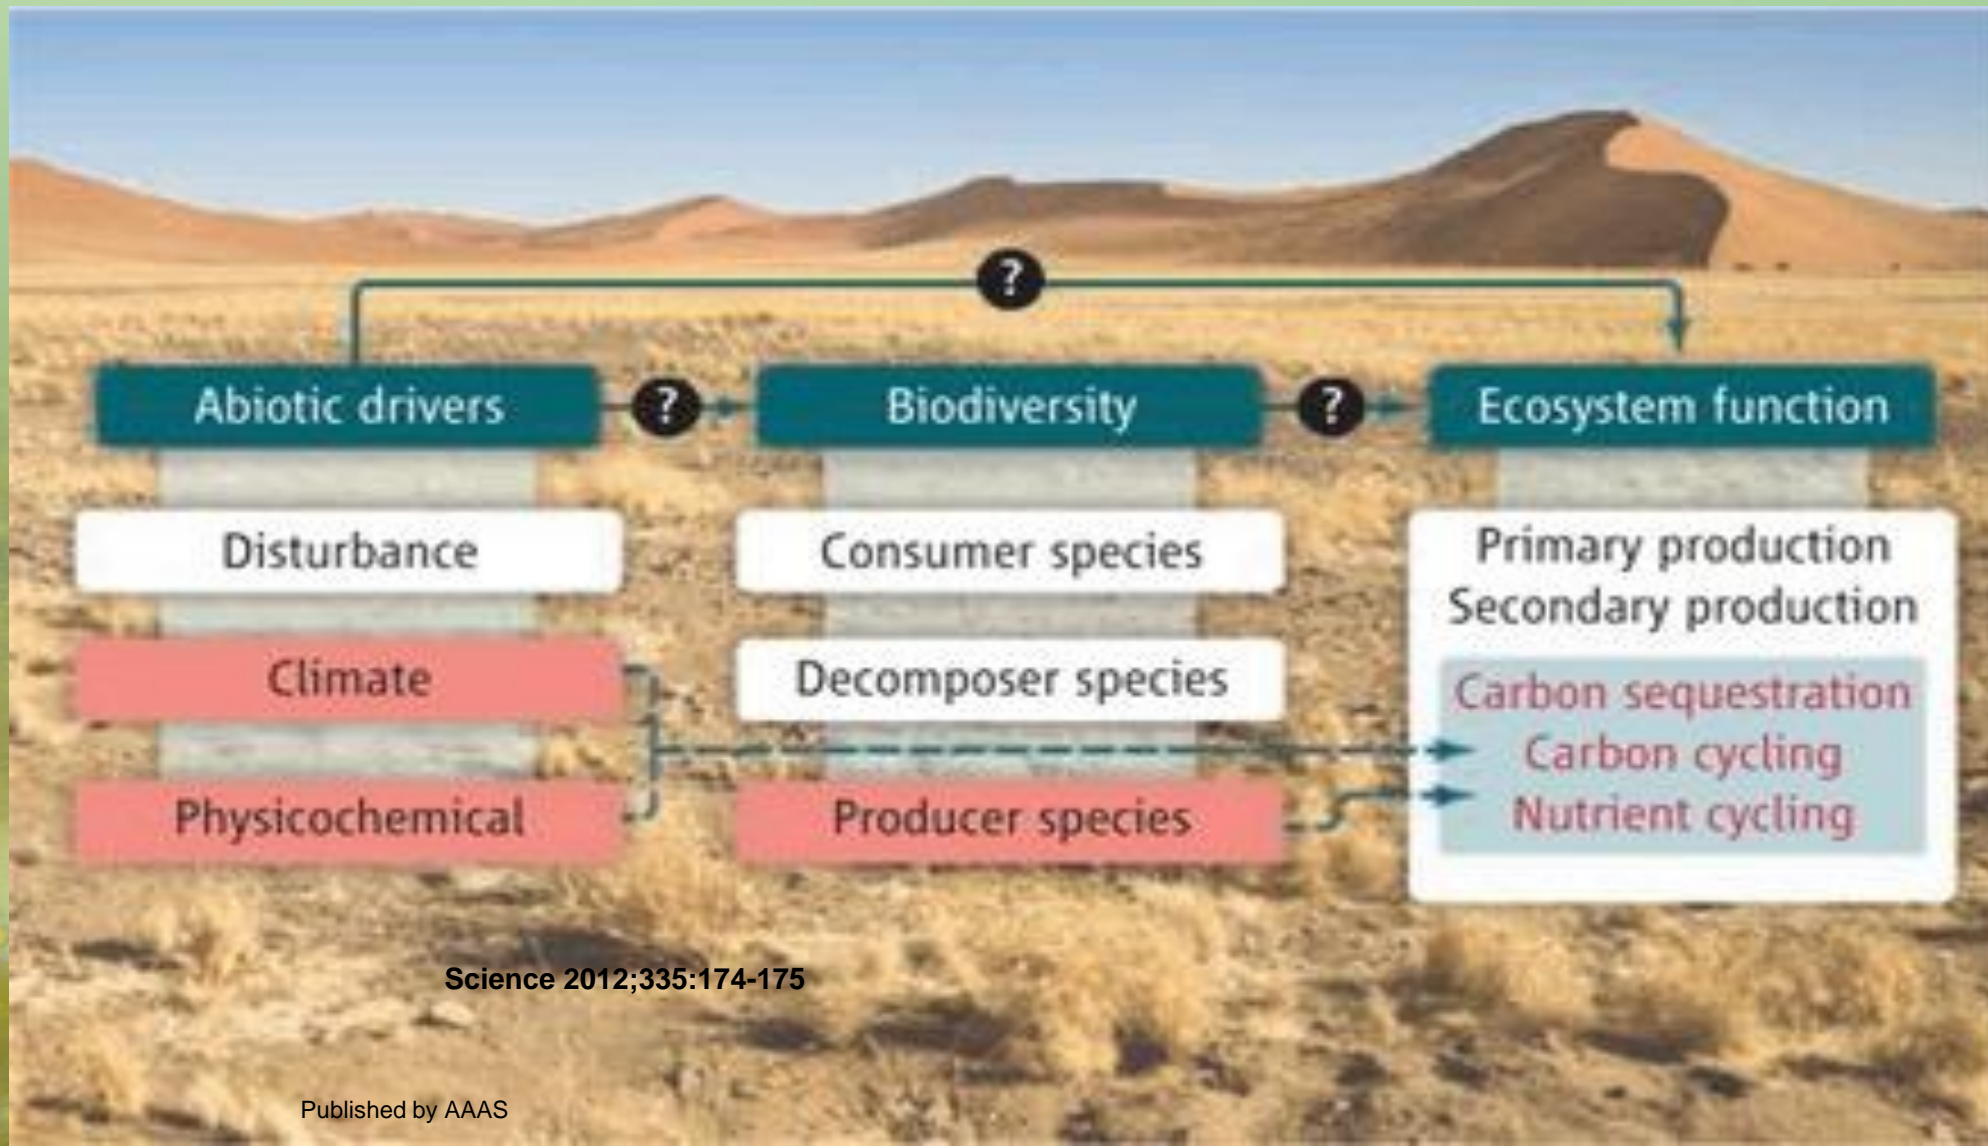 ?
Abiotic drivers
?
Biodiversity
?
Ecosystem function
Disturbance
Climate
Physicochemical
Consumer species
Decomposer species
Producer species
Primary production
Secondary production
Carbon sequestration
Carbon cycling
Nutrient cycling
Science 2012;335:174-175
Published by AAAS